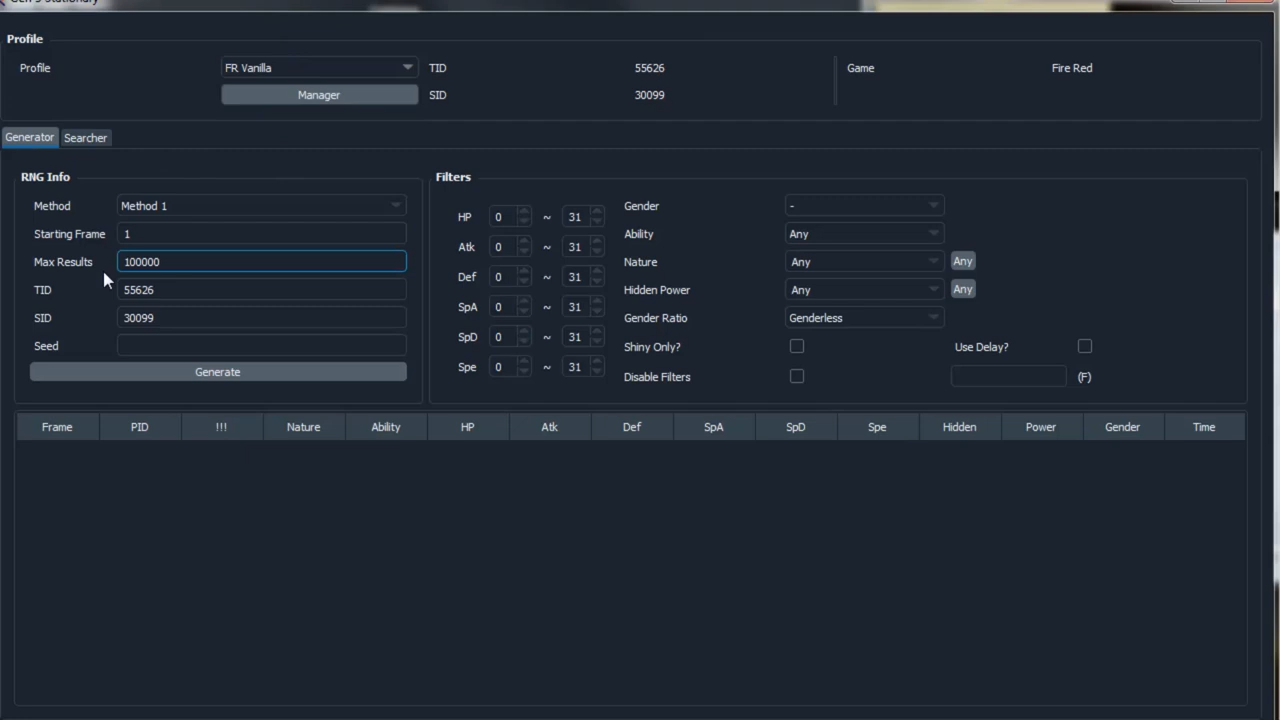 Gen 3 Stationary
Profile
Profile FR Vanilla TID 55626 Game Fire Red
Manager SID 30099
Generator Searcher
RNG Info Filters
Method Method 1
Starting Frame 1
Max Results 100000
TID 55626
SID 30099
Seed
Generate
HP 0 ~ 31
Atk 0 ~ 31
Def 0 ~ 31
SpA 0 ~ 31
SpD 0 ~ 31
Spe 0 ~ 31
Gender -
Ability Any
Nature Any Any
Hidden Power Any Any
Gender Ratio Genderless
Shiny Only? Use Delay?
Disable Filters (F)
Frame PID !!! Nature Ability HP Atk Def SpA SpD Spe Hidden Power Gender Time